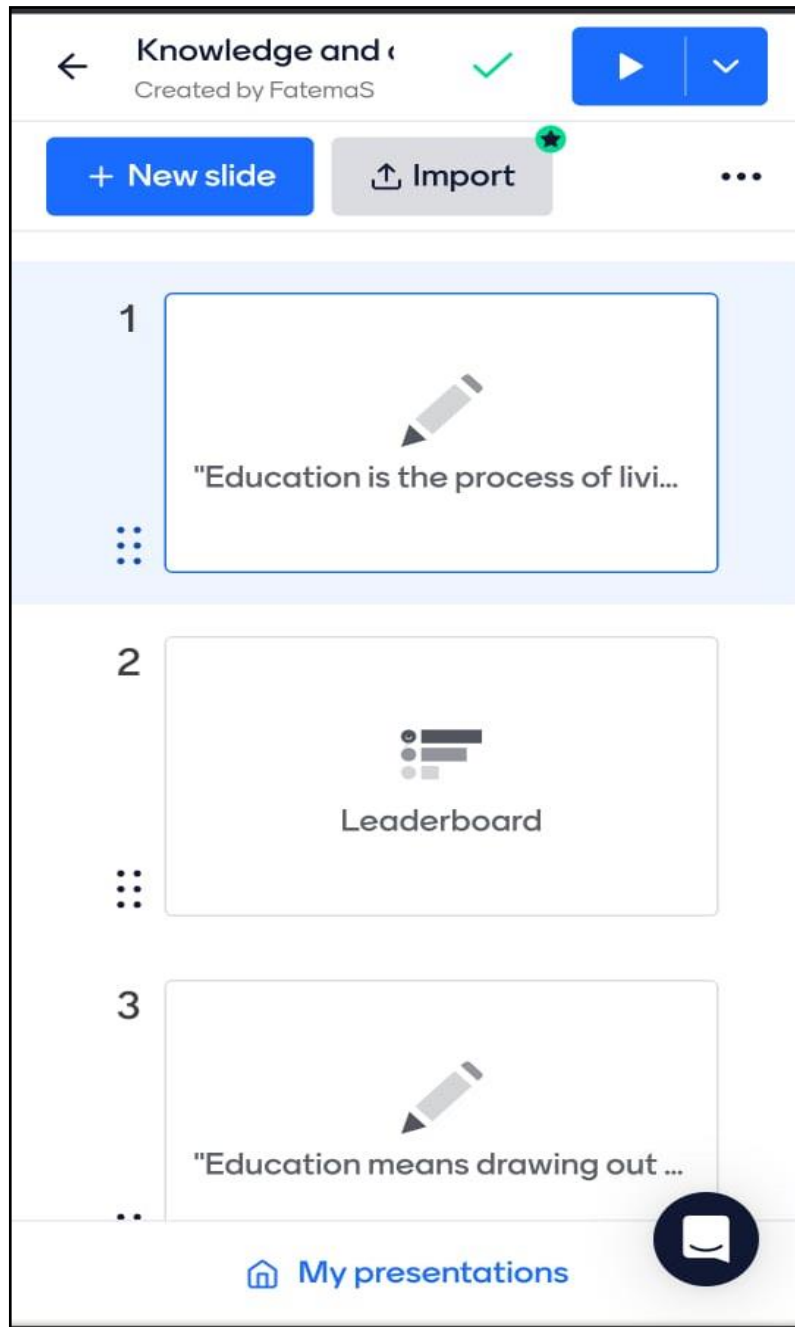 Knowledge and c
Created by FatemaS
+ New slide
Import
1
"Education is the process of livi...
2
Leaderboard
3
"Education means drawing out ...
My presentations